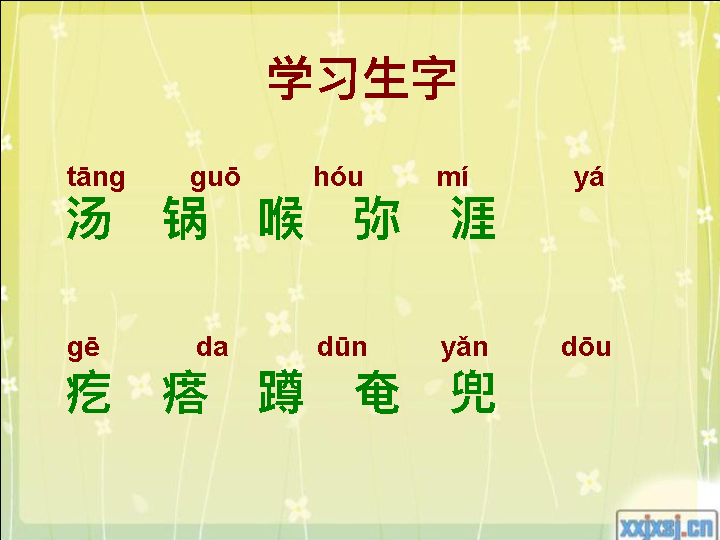 学习生字
tāng guō hóu mí yá
汤 锅 喉 弥 涯
gē da dūn yǎn dōu
疙 瘩 蹲 奄 兜
xxjxsj.cn